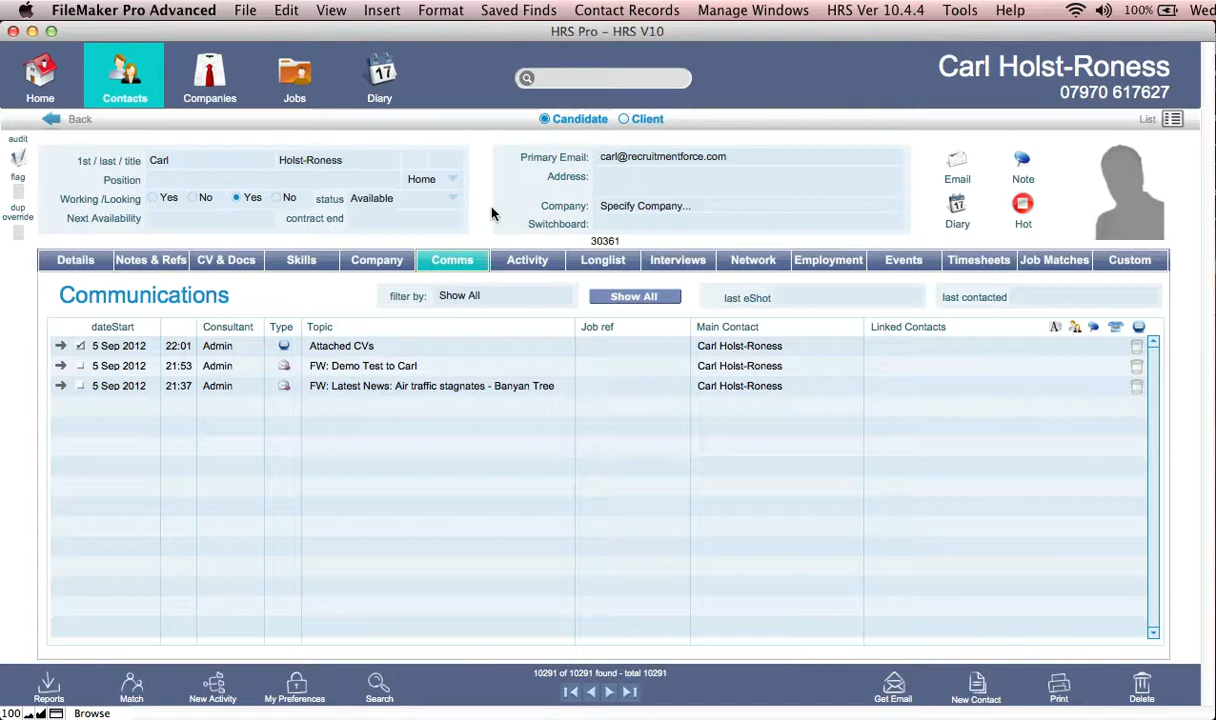 FileMaker Pro Advanced File Edit View Insert Format Saved Finds Contact Records Manage Windows HRS Ver 10.4.4 Tools Help 100% Wed
HRS Pro – HRS V10
Home Contacts Companies Jobs 17 Diary
Carl Holst-Roness
07970 617627
Back Candidate Client List
audit
flag
dup override
1st / last / title Carl Holst-Roness
Position Home
Working /Looking Yes No Yes No status Available
Next Availability contract end
Primary Email: carl@recruitmentforce.com
Address:
Company: Specify Company...
Switchboard:
30361
Email Note
17
Diary Hot
Details Notes & Refs CV & Docs Skills Company Comms Activity Longlist Interviews Network Employment Events Timesheets Job Matches Custom
Communications filter by: Show All Show All last eShot last contacted
dateStart Consultant Type Topic Job ref Main Contact Linked Contacts A
5 Sep 2012 22:01 Admin Attached CVs Carl Holst-Roness
5 Sep 2012 21:53 Admin FW: Demo Test to Carl Carl Holst-Roness
5 Sep 2012 21:37 Admin FW: Latest News: Air traffic stagnates - Banyan Tree Carl Holst-Roness
10291 of 10291 found - total 10291
Reports Match New Activity My Preferences Search Get Email New Contact Print Delete
100 Browse